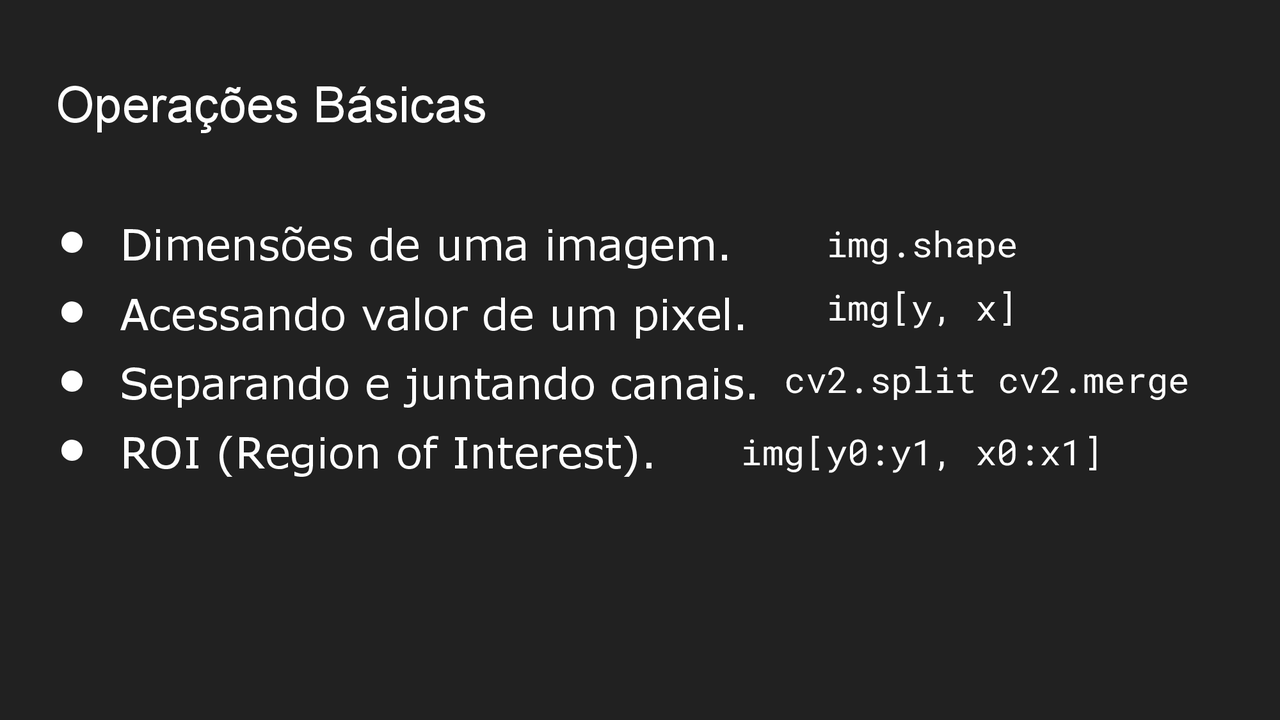 Operações Básicas
● Dimensões de uma imagem. img.shape
● Acessando valor de um pixel. img[y, x]
● Separando e juntando canais. cv2.split cv2.merge
● ROI (Region of Interest). img[y0:y1, x0:x1]